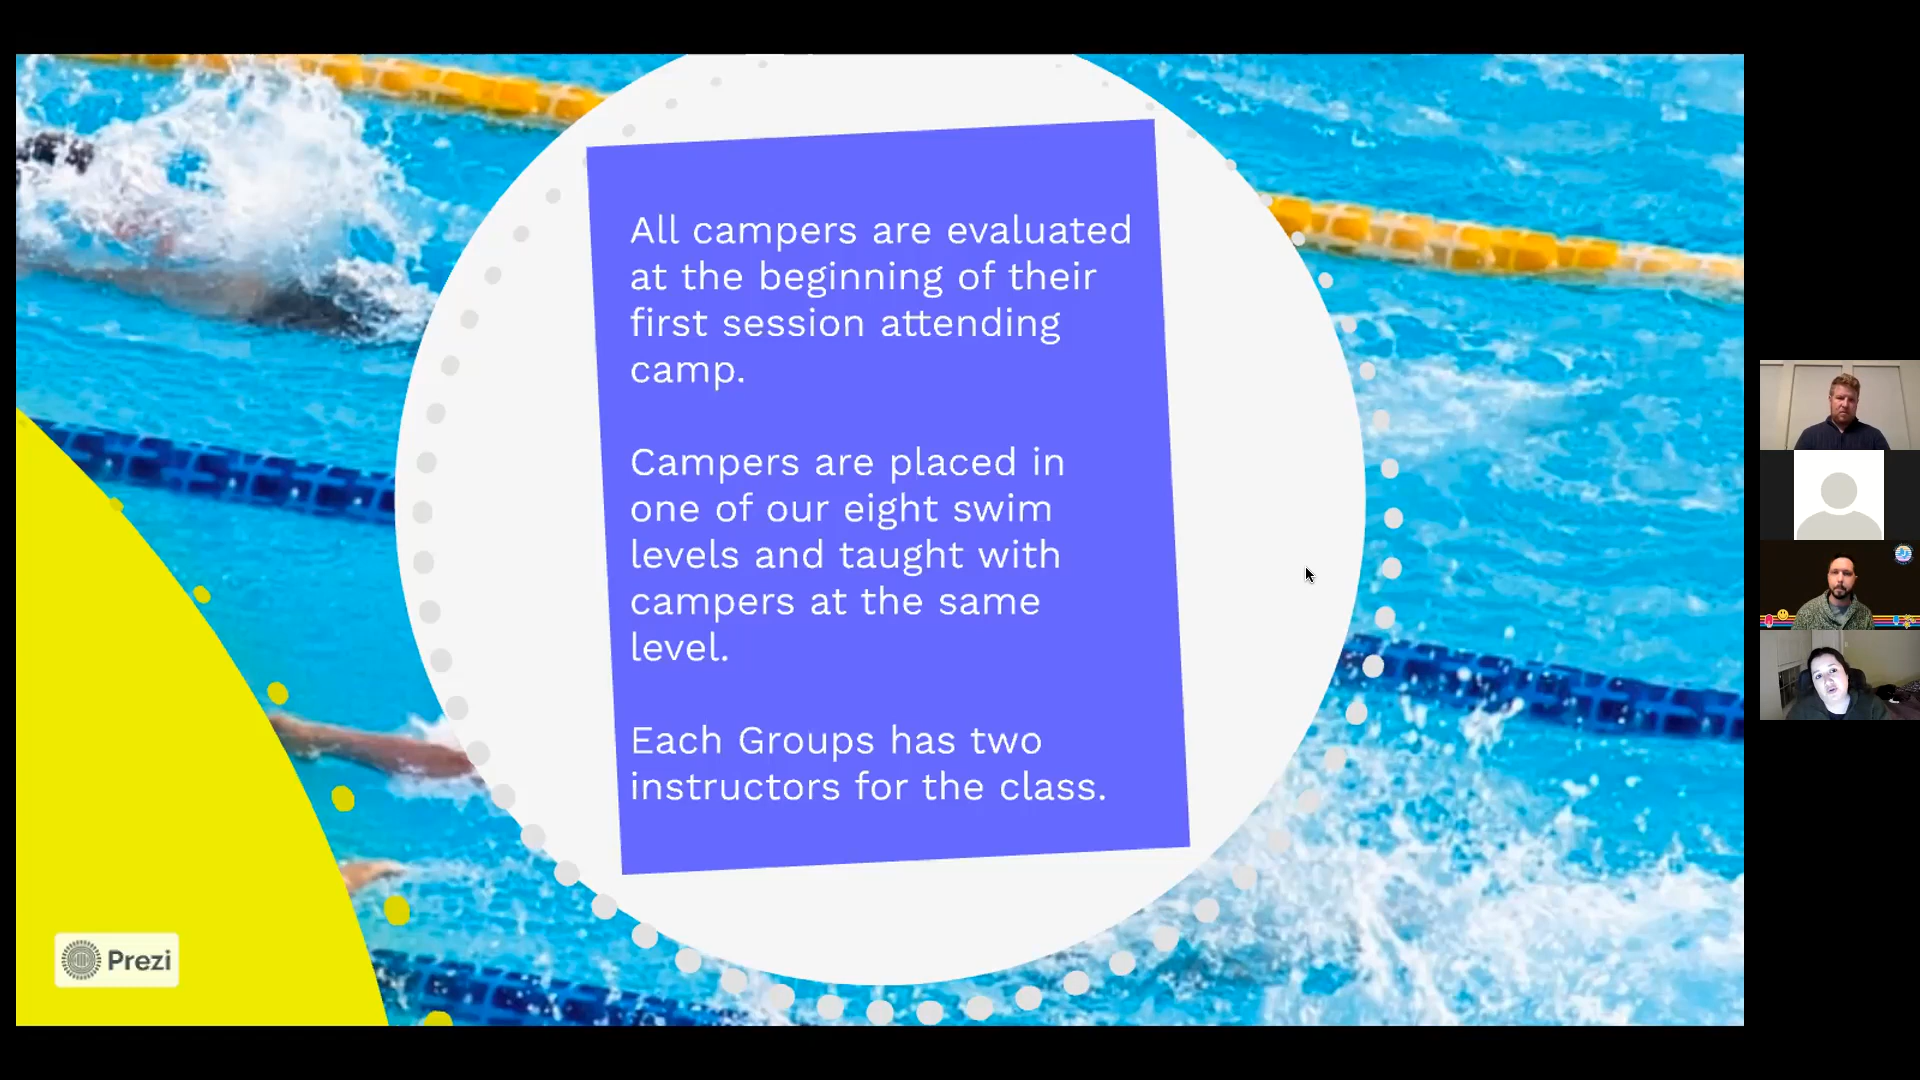 All campers are evaluated
at the beginning of their
first session attending
camp.
Campers are placed in
one of our eight swim
levels and taught with
campers at the same
level.
Each Groups has two
instructors for the class.
Prezi